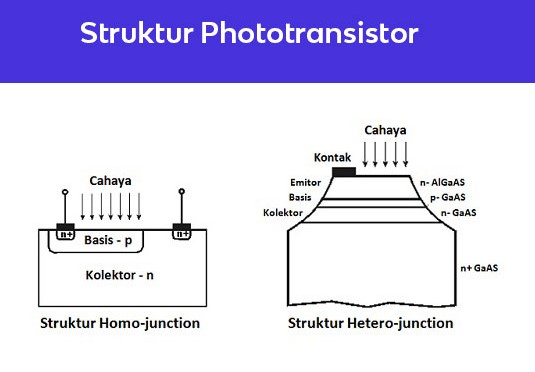 Struktur Phototransistor
Cahaya
n+
n+
Basis - p
Kolektor - n
Struktur Homo-junction
Cahaya
Kontak
Emitor
n- AlGaAS
Basis
p- GaAS
Kolektor
n- GaAS
n+ GaAS
Struktur Hetero-junction